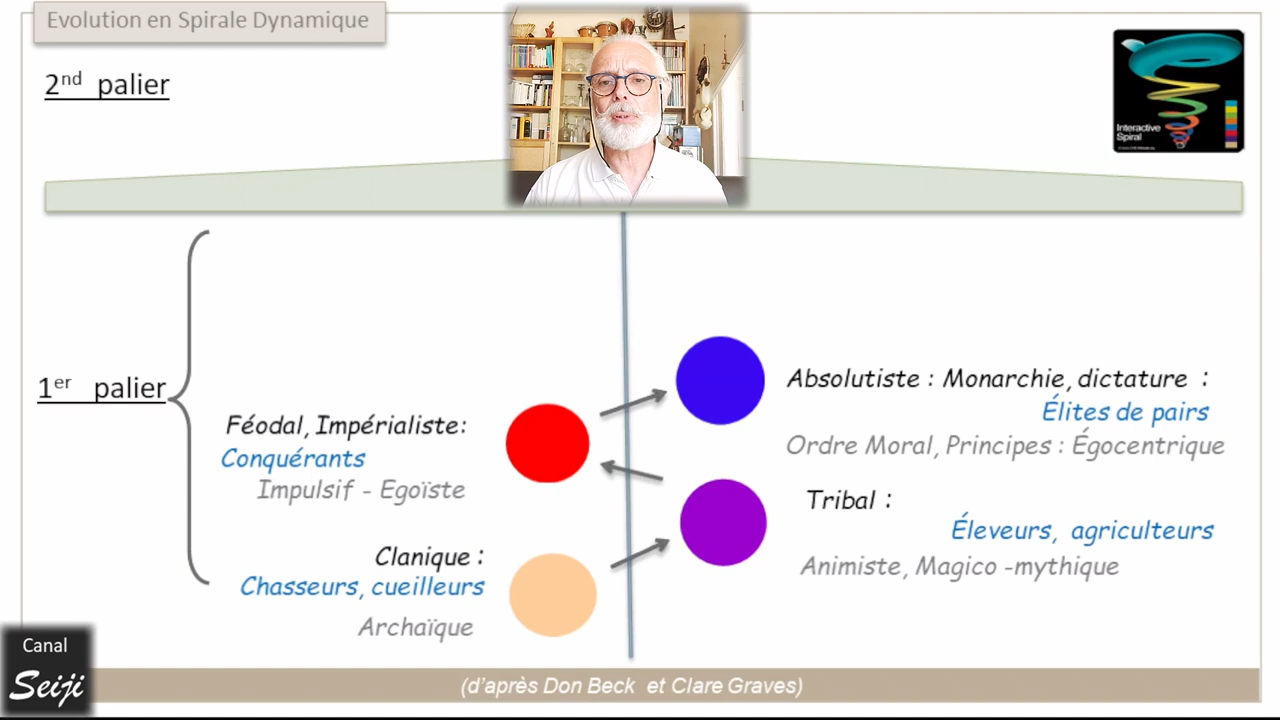 Evolution en Spirale Dynamique
2nd palier
Interactive
Spiral
1er palier
Absolutiste : Monarchie, dictature :
Élites de pairs
Ordre Moral, Principes : Égocentrique
Féodal, Impérialiste:
Conquérants
Impulsif - Egoïste
Tribal :
Éleveurs, agriculteurs
Animiste, Magico -mythique
Clanique :
Chasseurs, cueilleurs
Archaïque
Canal
Seiji
(d'après Don Beck et Clare Graves)